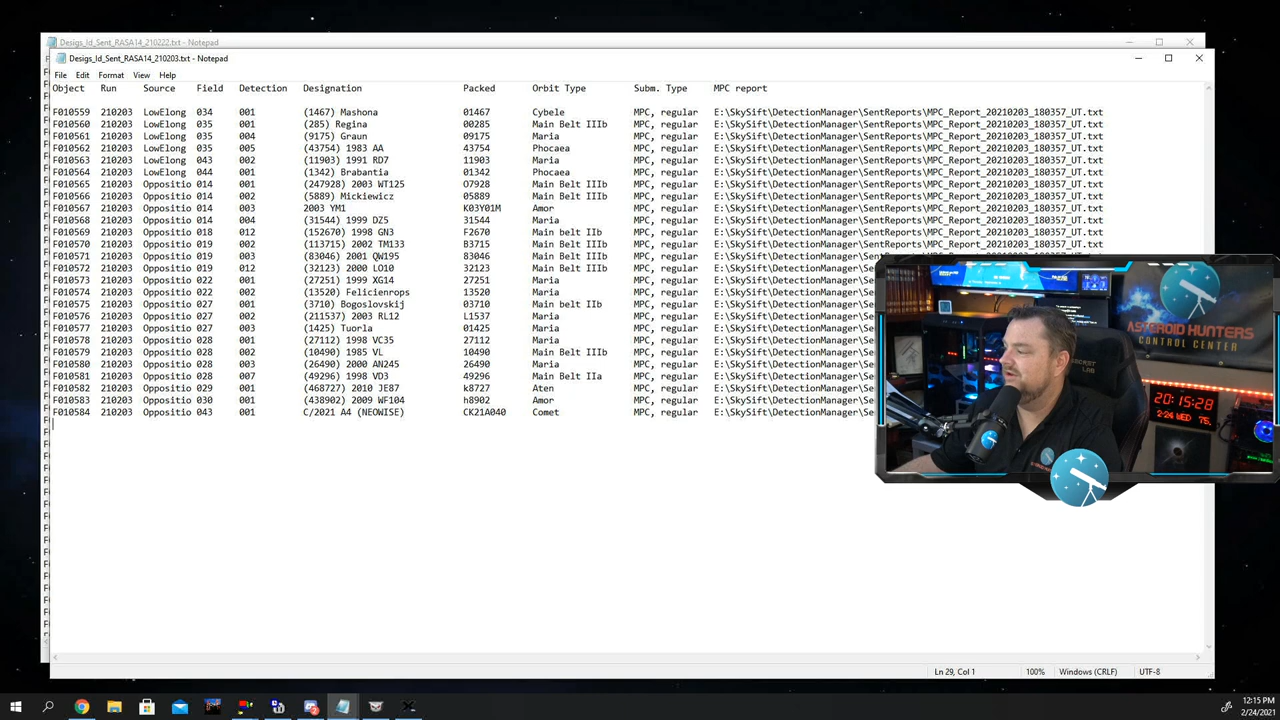 Desigs_Id_Sent_RASA14_210222.txt - Notepad
Desigs_Id_Sent_RASA14_210203.txt - Notepad
File Edit Format View Help
Object Run Source Field Detection Designation Packed Orbit Type Subm. Type MPC report
F010559 210203 LowElong 034 001 (1467) Mashona 01467 Cybele MPC, regular E:\SkySift\DetectionManager\SentReports\MPC_Report_20210203_180357_UT.txt
F010560 210203 LowElong 035 003 (285) Regina 00285 Main Belt IIIb MPC, regular E:\SkySift\DetectionManager\SentReports\MPC_Report_20210203_180357_UT.txt
F010561 210203 LowElong 035 004 (9175) Graun 09175 Maria MPC, regular E:\SkySift\DetectionManager\SentReports\MPC_Report_20210203_180357_UT.txt
F010562 210203 LowElong 035 005 (43754) 1983 AA 43754 Phocaea MPC, regular E:\SkySift\DetectionManager\SentReports\MPC_Report_20210203_180357_UT.txt
F010563 210203 LowElong 043 002 (11903) 1991 RD7 11903 Maria MPC, regular E:\SkySift\DetectionManager\SentReports\MPC_Report_20210203_180357_UT.txt
F010564 210203 LowElong 044 001 (1342) Brabantia 01342 Phocaea MPC, regular E:\SkySift\DetectionManager\SentReports\MPC_Report_20210203_180357_UT.txt
F010565 210203 Oppositio 014 001 (247928) 2003 WT125 O7928 Main Belt IIIb MPC, regular E:\SkySift\DetectionManager\SentReports\MPC_Report_20210203_180357_UT.txt
F010566 210203 Oppositio 014 002 (5889) Mickiewicz 05889 Main Belt IIIb MPC, regular E:\SkySift\DetectionManager\SentReports\MPC_Report_20210203_180357_UT.txt
F010567 210203 Oppositio 014 003 2003 YM1 K03Y01M Amor MPC, regular E:\SkySift\DetectionManager\SentReports\MPC_Report_20210203_180357_UT.txt
F010568 210203 Oppositio 014 004 (31544) 1999 DZ5 31544 Maria MPC, regular E:\SkySift\DetectionManager\SentReports\MPC_Report_20210203_180357_UT.txt
F010569 210203 Oppositio 018 012 (152670) 1998 GN3 F2670 Main belt IIb MPC, regular E:\SkySift\DetectionManager\SentReports\MPC_Report_20210203_180357_UT.txt
F010570 210203 Oppositio 019 002 (113715) 2002 TM133 B3715 Main Belt IIIb MPC, regular E:\SkySift\DetectionManager\SentReports\MPC_Report_20210203_180357_UT.txt
F010571 210203 Oppositio 019 003 (83046) 2001 QW195 83046 Main Belt IIIb MPC, regular E:\SkySift\DetectionManager\SentReports\MPC_Report_20210203_180357_UT.txt
F010572 210203 Oppositio 019 012 (32123) 2000 LO10 32123 Main Belt IIIb MPC, regular E:\SkySift\DetectionManager\Se
F010573 210203 Oppositio 022 001 (27251) 1999 XG14 27251 Maria MPC, regular E:\SkySift\DetectionManager\Se
F010574 210203 Oppositio 022 002 (13520) Felicienrops 13520 Maria MPC, regular E:\SkySift\DetectionManager\Se
F010575 210203 Oppositio 027 001 (3710) Bogoslovskij 03710 Main belt IIb MPC, regular E:\SkySift\DetectionManager\Se
F010576 210203 Oppositio 027 002 (211537) 2003 RL12 L1537 Maria MPC, regular E:\SkySift\DetectionManager\Se
F010577 210203 Oppositio 027 003 (1425) Tuorla 01425 Maria MPC, regular E:\SkySift\DetectionManager\Se
F010578 210203 Oppositio 028 001 (27112) 1998 VC35 27112 Maria MPC, regular E:\SkySift\DetectionManager\Se
F010579 210203 Oppositio 028 002 (10490) 1985 VL 10490 Main Belt IIIb MPC, regular E:\SkySift\DetectionManager\Se
F010580 210203 Oppositio 028 003 (26490) 2000 AN245 26490 Maria MPC, regular E:\SkySift\DetectionManager\Se
F010581 210203 Oppositio 028 007 (49296) 1998 VD3 49296 Main Belt IIa MPC, regular E:\SkySift\DetectionManager\Se
F010582 210203 Oppositio 029 001 (468727) 2010 JE87 k8727 Aten MPC, regular E:\SkySift\DetectionManager\Se
F010583 210203 Oppositio 030 001 (438902) 2009 WF104 h8902 Amor MPC, regular E:\SkySift\DetectionManager\Se
F010584 210203 Oppositio 043 001 C/2021 A4 (NEOWISE) CK21A040 Comet MPC, regular E:\SkySift\DetectionManager\Se
ASTEROID HUNTERS
CONTROL CENTER
20:15:28
2-24 WED 75
Ln 29, Col 1 100% Windows (CRLF) UTF-8
12:15 PM
2/24/2021